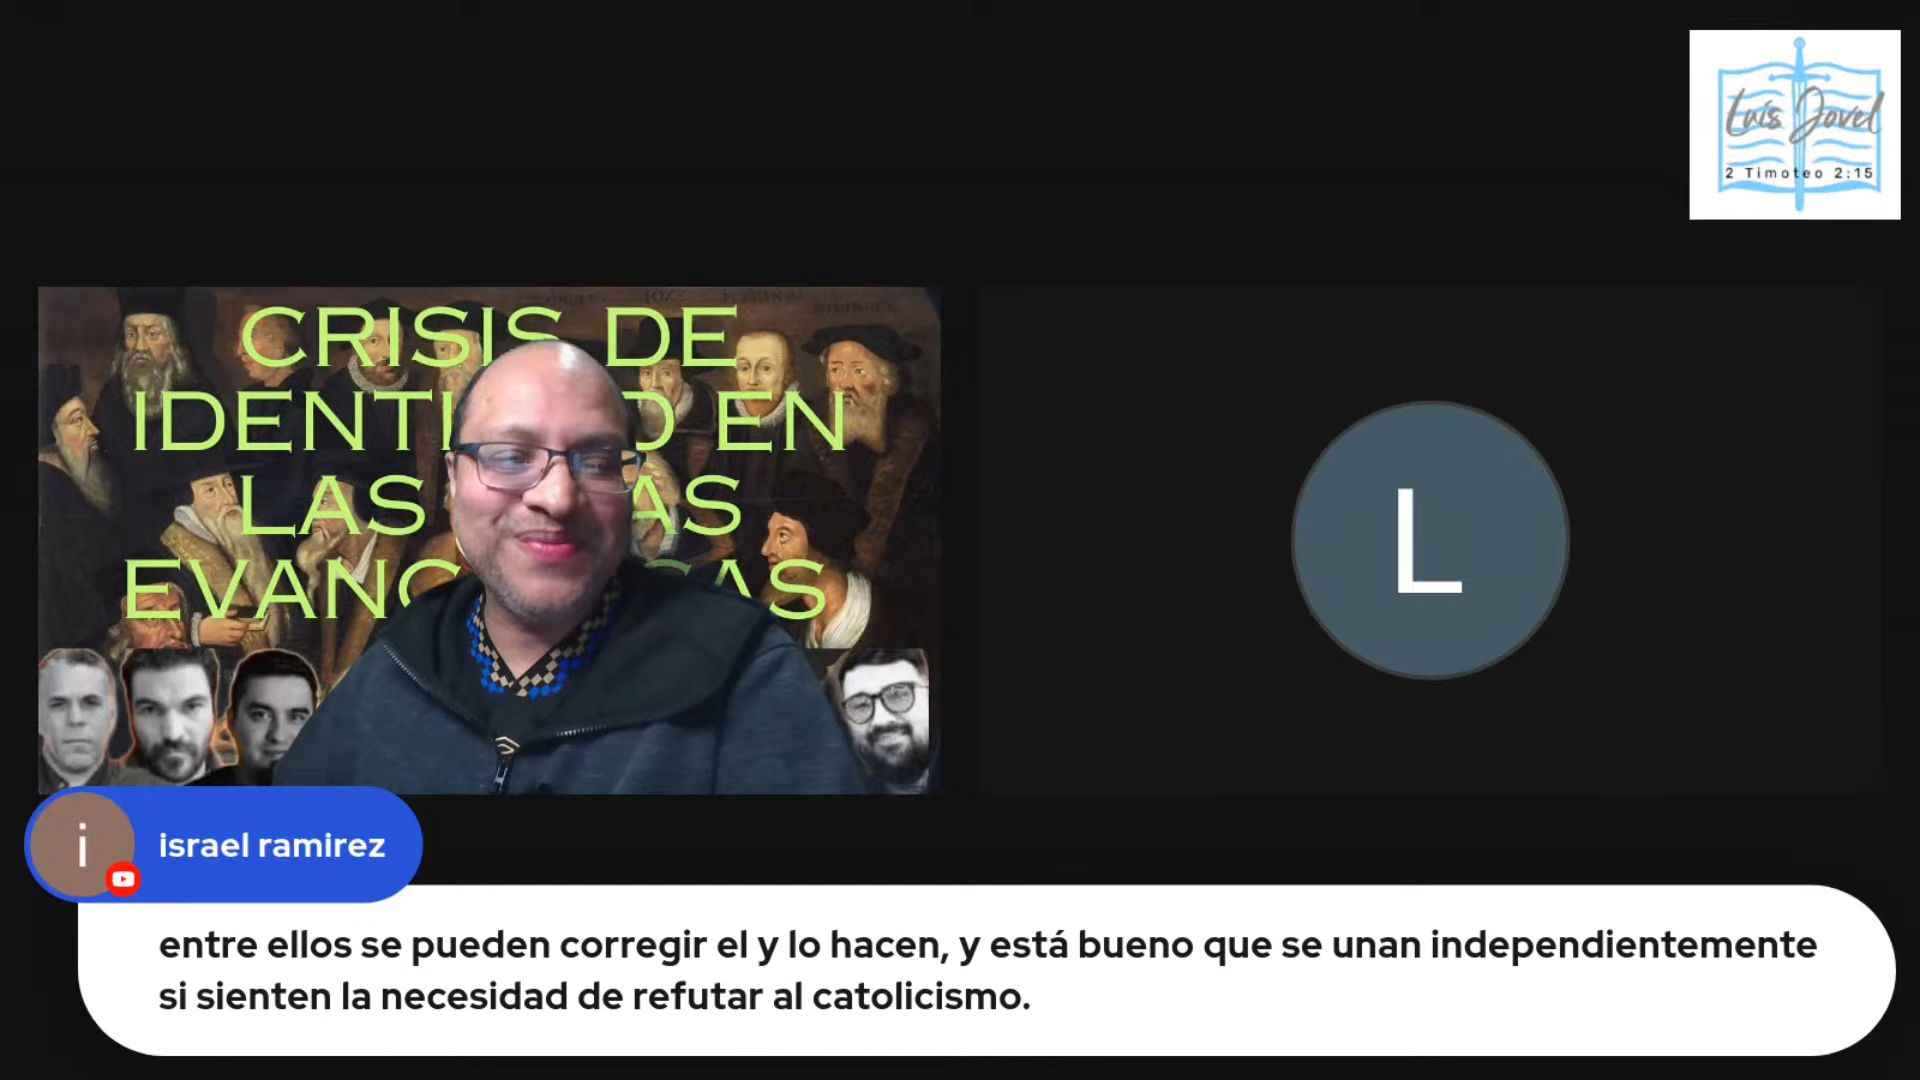 Luis Jovel
2 Timoteo 2:15
CRISIS DE
IDENTI D EN
LAS AS
EVANG CAS
L
i
israel ramirez
entre ellos se pueden corregir el y lo hacen, y está bueno que se unan independientemente
si sienten la necesidad de refutar al catolicismo.